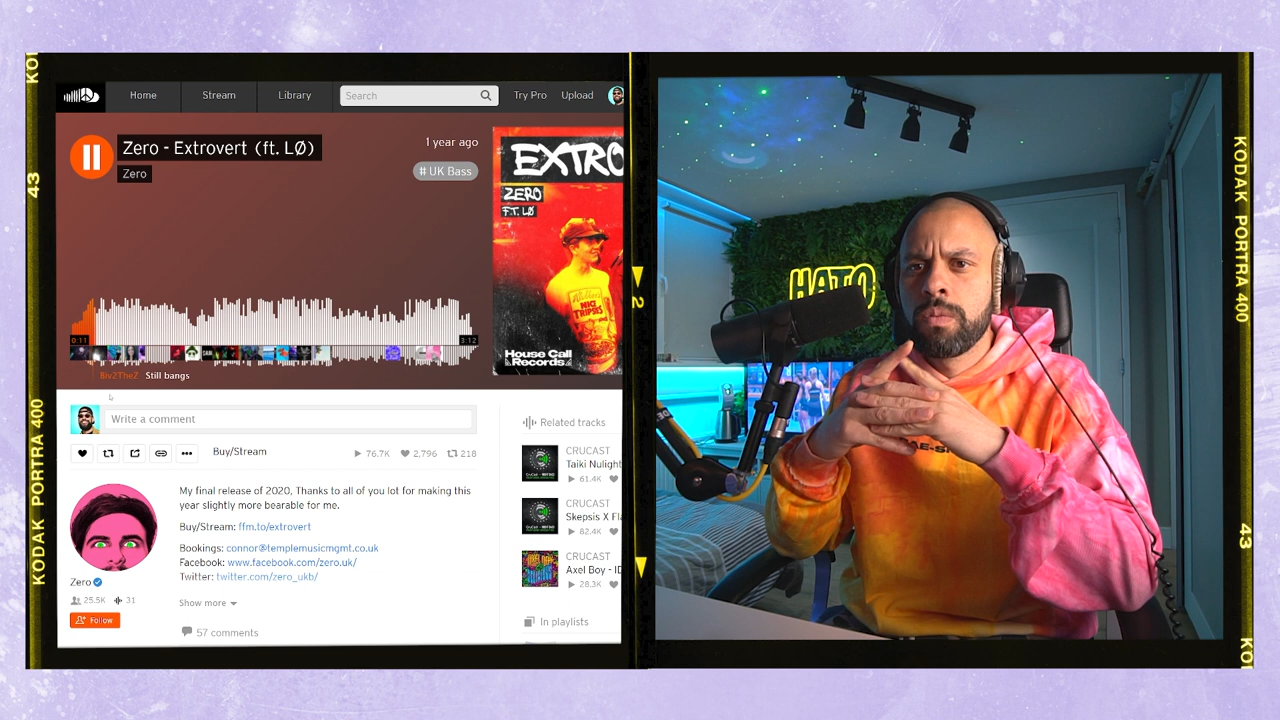 KODAK PORTRA 400
43
KO
Home
Stream
Library
Search
Try Pro
Upload
Zero - Extrovert (ft. LØ)
Zero
1 year ago
# UK Bass
0:11
3:12
Biv2The2 Still bangs
EXTRO
ZERO
FT. LØ
NICE
House Call
Records
Write a comment
Buy/Stream
76.7K
2,796
218
My final release of 2020, Thanks to all of you lot for making this
year slightly more bearable for me.
Buy/Stream: ffm.to/extrovert
Bookings: connor@templemusicmgmt.co.uk
Facebook: www.facebook.com/zero.uk/
Twitter: twitter.com/zero_ukb/
Show more
57 comments
Zero
25.5K 31
Follow
Related tracks
CRUCAST
Taiki Nulight
61.4K
CRUCAST
Skepsis X Fl
82.4K
CRUCAST
Axel Boy - ID
28.3K
In playlists
2
HATO
KODAK PORTRA 400
43
KO